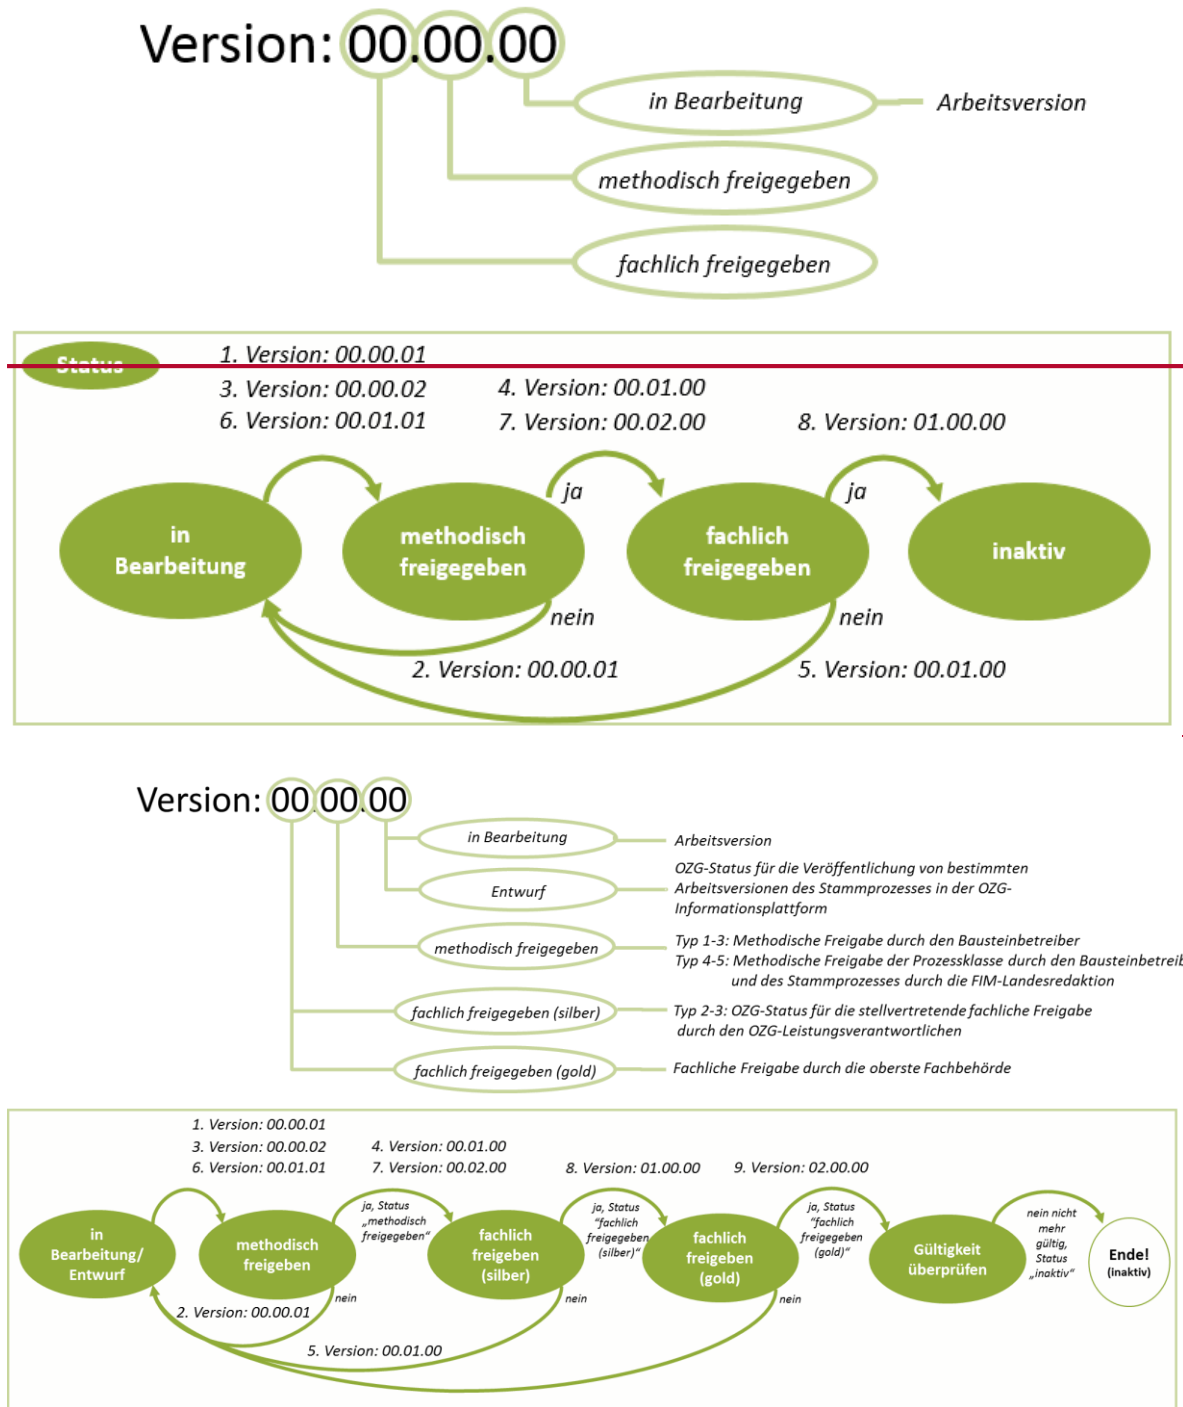 Version: 00.00.00
in Bearbeitung
Arbeitsversion
methodisch freigegeben
fachlich freigegeben
Status
1. Version: 00.00.01
3. Version: 00.00.02
4. Version: 00.01.00
6. Version: 00.01.01
7. Version: 00.02.00
8. Version: 01.00.00
ja
ja
in
Bearbeitung
methodisch
freigegeben
fachlich
freigegeben
inaktiv
nein
nein
2. Version: 00.00.01
5. Version: 00.01.00
Version: 00.00.00
in Bearbeitung
Arbeitsversion
Entwurf
OZG-Status für die Veröffentlichung von bestimmten
Arbeitsversionen des Stammprozesses in der OZG-
Informationsplattform
methodisch freigegeben
Typ 1-3: Methodische Freigabe durch den Bausteinbetreiber
Typ 4-5: Methodische Freigabe der Prozessklasse durch den Bausteinbetreib
und des Stammprozesses durch die FIM-Landesredaktion
fachlich freigegeben (silber)
Typ 2-3: OZG-Status für die stellvertretende fachliche Freigabe
durch den OZG-Leistungsverantwortlichen
fachlich freigegeben (gold)
Fachliche Freigabe durch die oberste Fachbehörde
1. Version: 00.00.01
3. Version: 00.00.02
4. Version: 00.01.00
6. Version: 00.01.01
7. Version: 00.02.00
8. Version: 01.00.00
9. Version: 02.00.00
in
Bearbeitung/
Entwurf
methodisch
freigeben
ja, Status
„methodisch
freigegeben“
fachlich
freigeben
(silber)
ja, Status
“fachlich
freigegeben
(silber)“
fachlich
freigeben
(gold)
ja, Status
“fachlich
freigegeben
(gold)“
Gültigkeit
überprüfen
nein nicht
mehr
gültig,
Status
„inaktiv“
Ende!
(inaktiv)
nein
nein
nein
2. Version: 00.00.01
5. Version: 00.01.00